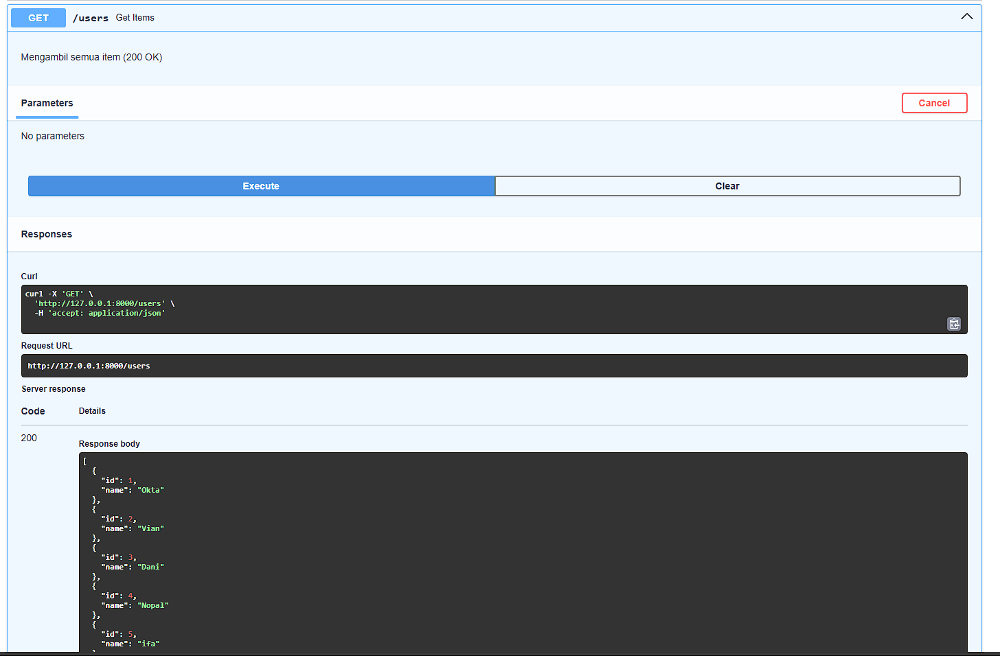 GET /users Get Items
Mengambil semua item (200 OK)
Parameters Cancel
No parameters
Execute Clear
Responses
Curl
curl -X 'GET' \
  'http://127.0.0.1:8000/users' \
  -H 'accept: application/json'
Request URL
http://127.0.0.1:8000/users
Server response
Code Details
200
Response body
[
  {
    "id": 1,
    "name": "Okta"
  },
  {
    "id": 2,
    "name": "Vian"
  },
  {
    "id": 3,
    "name": "Dani"
  },
  {
    "id": 4,
    "name": "Nopal"
  },
  {
    "id": 5,
    "name": "ifa"